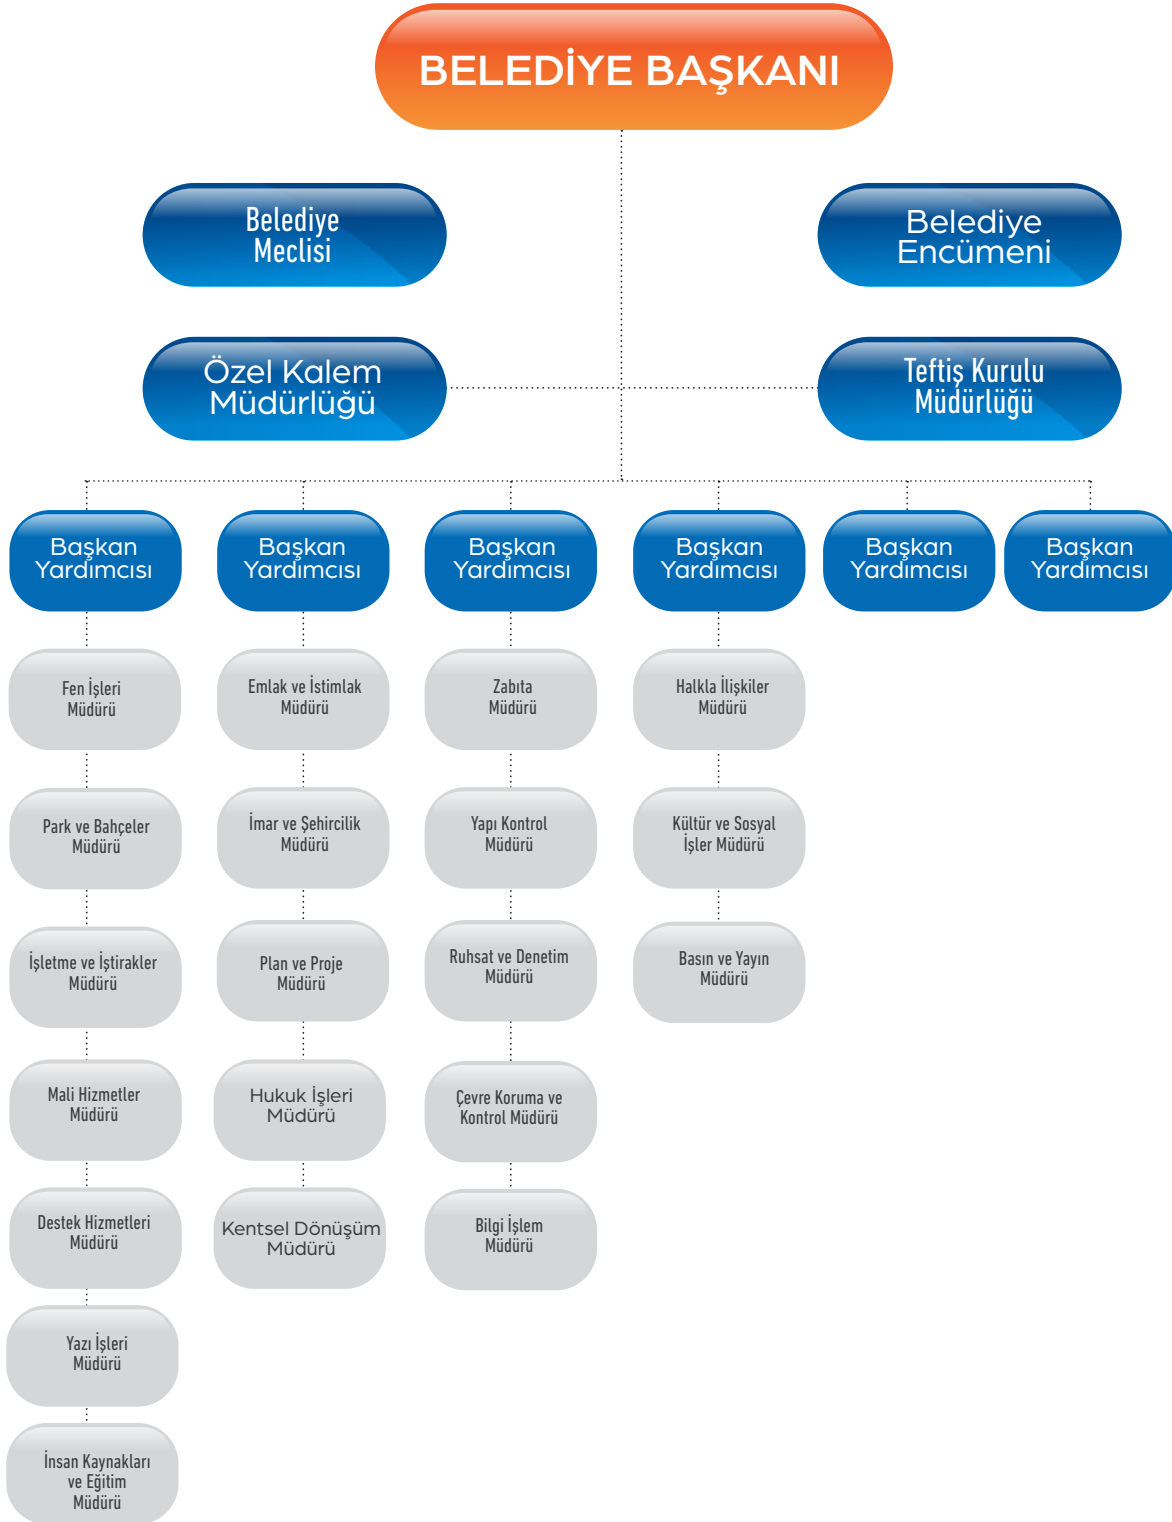 BELEDİYE BAŞKANI
Belediye
Meclisi
Belediye
Encümeni
Özel Kalem
Müdürlüğü
Teftiş Kurulu
Müdürlüğü
Başkan
Yardımcısı
Başkan
Yardımcısı
Başkan
Yardımcısı
Başkan
Yardımcısı
Başkan
Yardımcısı
Başkan
Yardımcısı
Fen İşleri
Müdürü
Emlak ve İstimlak
Müdürü
Zabıta
Müdürü
Halkla İlişkiler
Müdürü
Park ve Bahçeler
Müdürü
İmar ve Şehircilik
Müdürü
Yapı Kontrol
Müdürü
Kültür ve Sosyal
İşler Müdürü
İşletme ve İştirakler
Müdürü
Plan ve Proje
Müdürü
Ruhsat ve Denetim
Müdürü
Basın ve Yayın
Müdürü
Mali Hizmetler
Müdürü
Hukuk İşleri
Müdürü
Çevre Koruma ve
Kontrol Müdürü
Destek Hizmetleri
Müdürü
Kentsel Dönüşüm
Müdürü
Bilgi İşlem
Müdürü
Yazı İşleri
Müdürü
İnsan Kaynakları
ve Eğitim
Müdürü